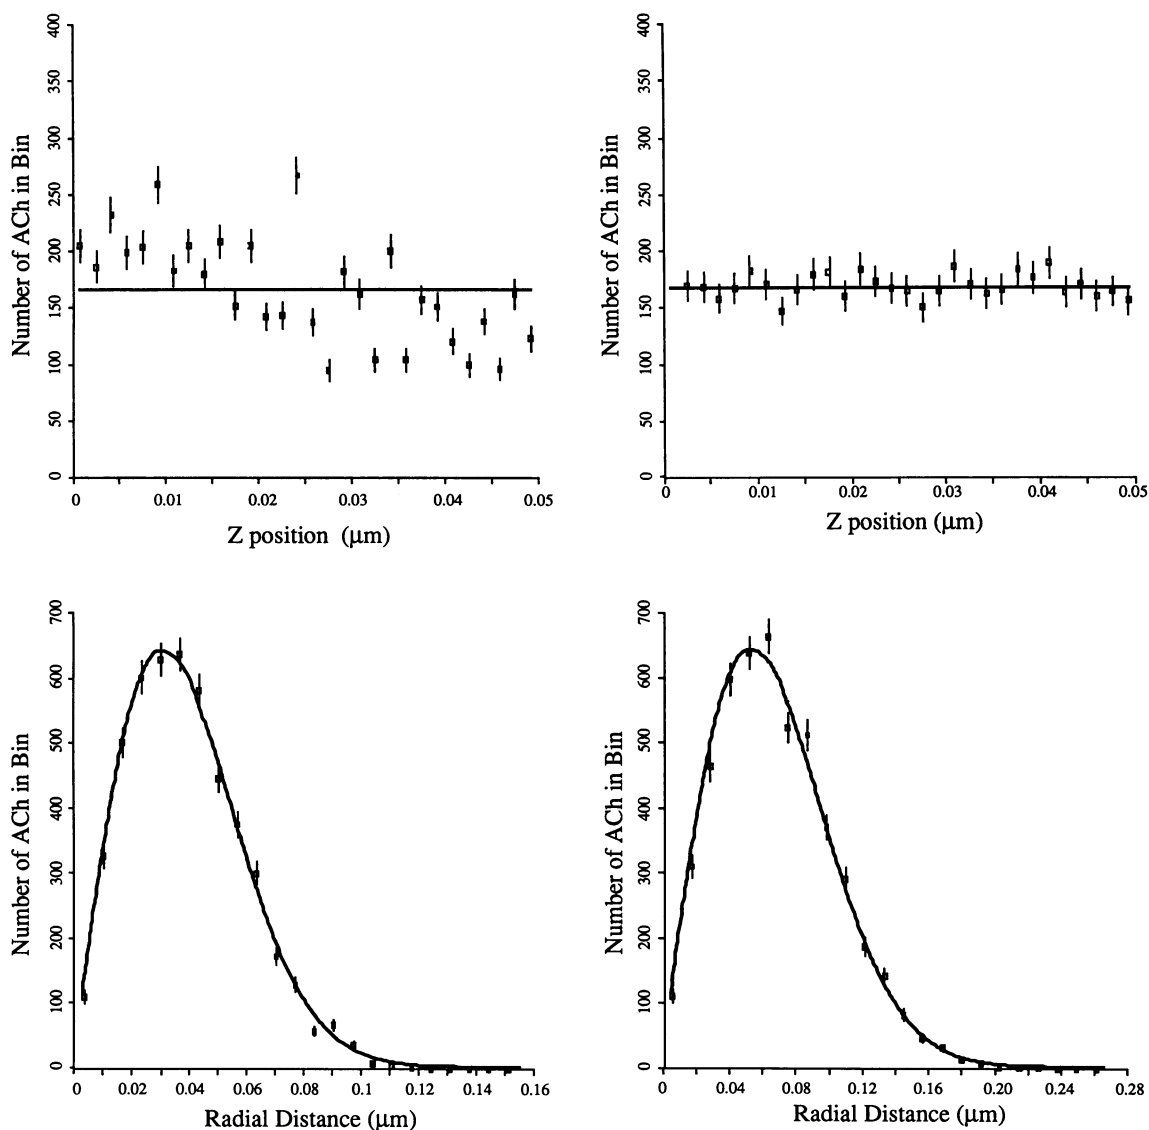 400
350
300
250
200
150
100
50
0
Number of ACh in Bin
0 0.01 0.02 0.03 0.04 0.05
Z position (μm)
400
350
300
250
200
150
100
50
0
Number of ACh in Bin
0 0.01 0.02 0.03 0.04 0.05
Z position (μm)
700
600
500
400
300
200
100
0
Number of ACh in Bin
0 0.02 0.04 0.06 0.08 0.10 0.12 0.14 0.16
Radial Distance (μm)
700
600
500
400
300
200
100
0
Number of ACh in Bin
0 0.04 0.08 0.12 0.16 0.20 0.24 0.28
Radial Distance (μm)